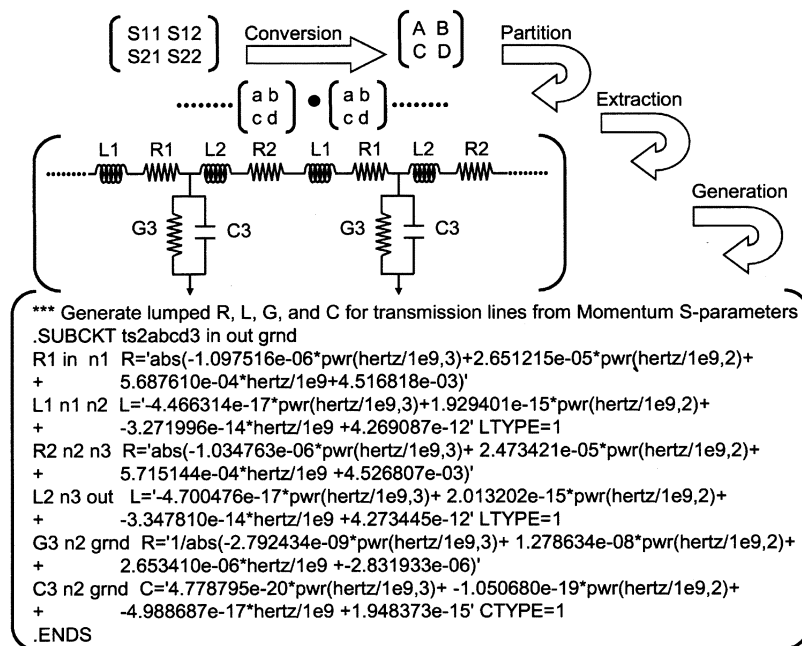 S11 S12 Conversion A B Partition
S21 S22 C D
........ a b • a b ........
c d c d
Extraction
L1 R1 L2 R2 L1 R1 L2 R2
Generation
G3 C3 G3 C3
*** Generate lumped R, L, G, and C for transmission lines from Momentum S-parameters
.SUBCKT ts2abcd3 in out grnd
R1 in n1 R='abs(-1.097516e-06*pwr(hertz/1e9,3)+2.651215e-05*pwr(hertz/1e9,2)+
+ 5.687610e-04*hertz/1e9+4.516818e-03)'
L1 n1 n2 L='-4.466314e-17*pwr(hertz/1e9,3)+1.929401e-15*pwr(hertz/1e9,2)+
+ -3.271996e-14*hertz/1e9 +4.269087e-12' LTYPE=1
R2 n2 n3 R='abs(-1.034763e-06*pwr(hertz/1e9,3)+ 2.473421e-05*pwr(hertz/1e9,2)+
+ 5.715144e-04*hertz/1e9 +4.526807e-03)'
L2 n3 out L='-4.700476e-17*pwr(hertz/1e9,3)+ 2.013202e-15*pwr(hertz/1e9,2)+
+ -3.347810e-14*hertz/1e9 +4.273445e-12' LTYPE=1
G3 n2 grnd R='1/abs(-2.792434e-09*pwr(hertz/1e9,3)+ 1.278634e-08*pwr(hertz/1e9,2)+
+ 2.653410e-06*hertz/1e9 +-2.831933e-06)'
C3 n2 grnd C='4.778795e-20*pwr(hertz/1e9,3)+ -1.050680e-19*pwr(hertz/1e9,2)+
+ -4.988687e-17*hertz/1e9 +1.948373e-15' CTYPE=1
.ENDS